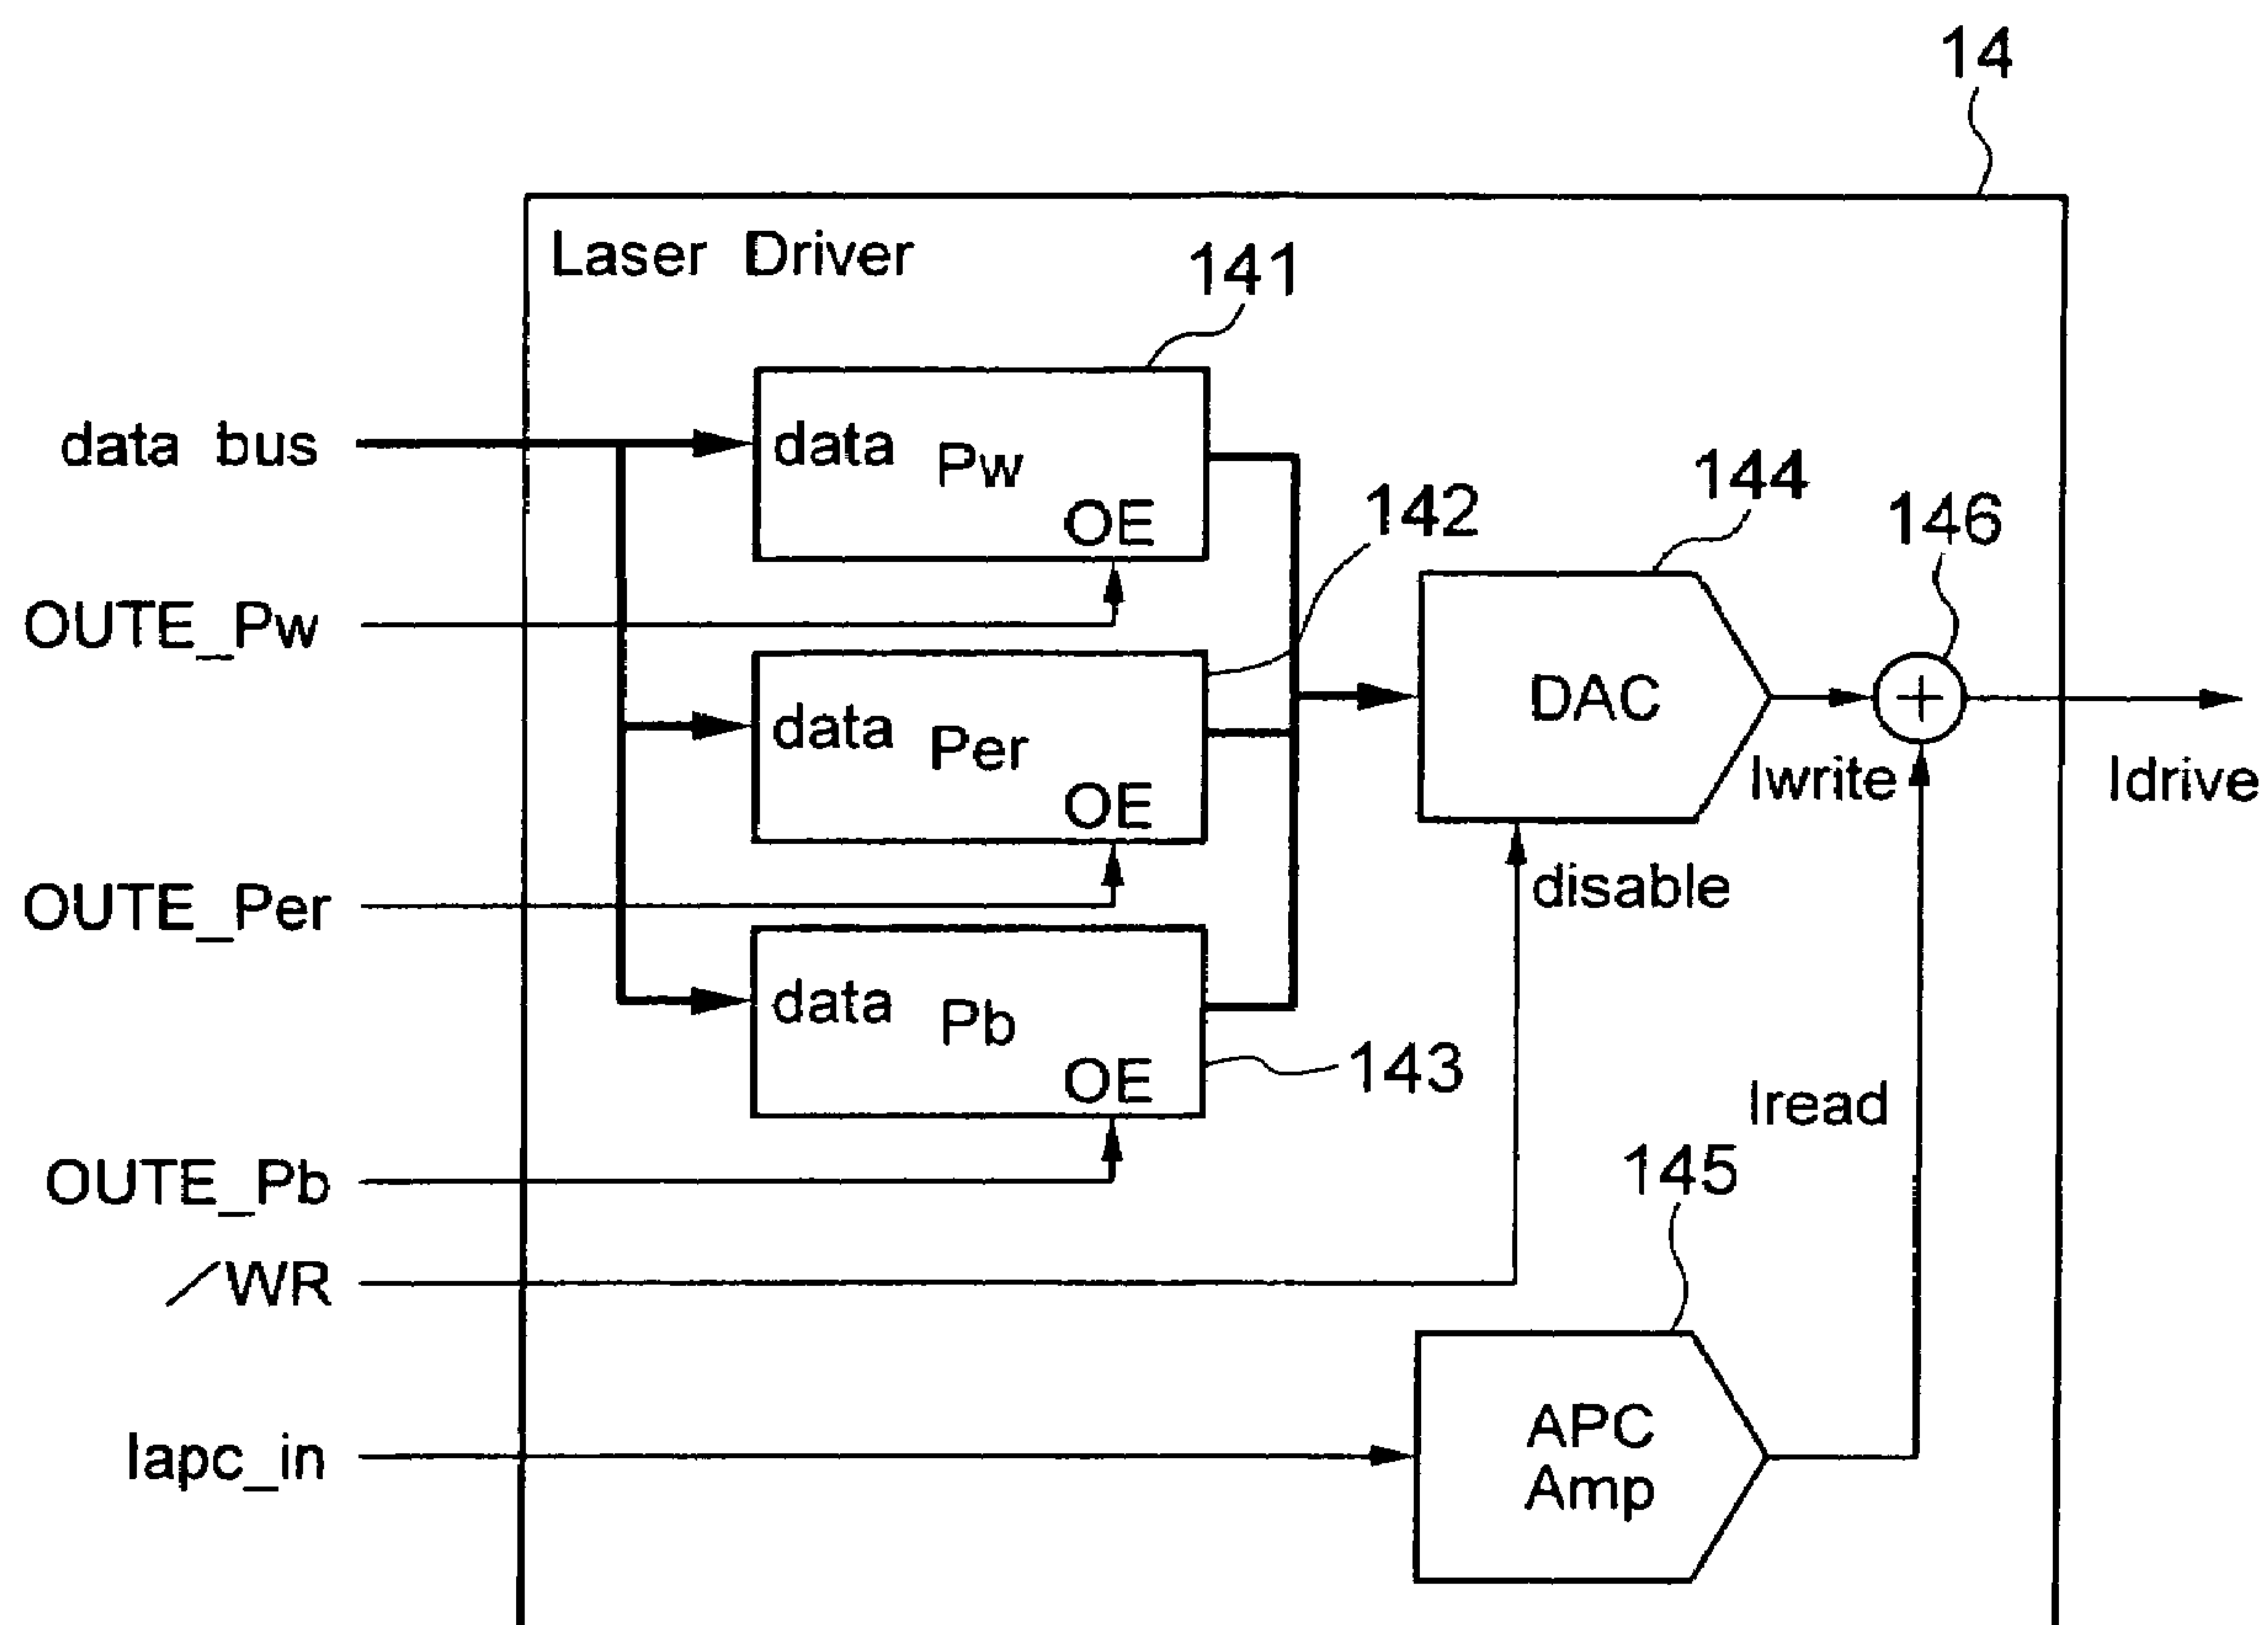 14
Laser Driver
141
data bus
data
Pw
OE
142
144
146
OUTE_Pw
data
Per
OE
DAC
Iwrite
Idrive
disable
OUTE_Per
data
Pb
OE
143
Iread
145
OUTE_Pb
/WR
Iapc_in
APC
Amp